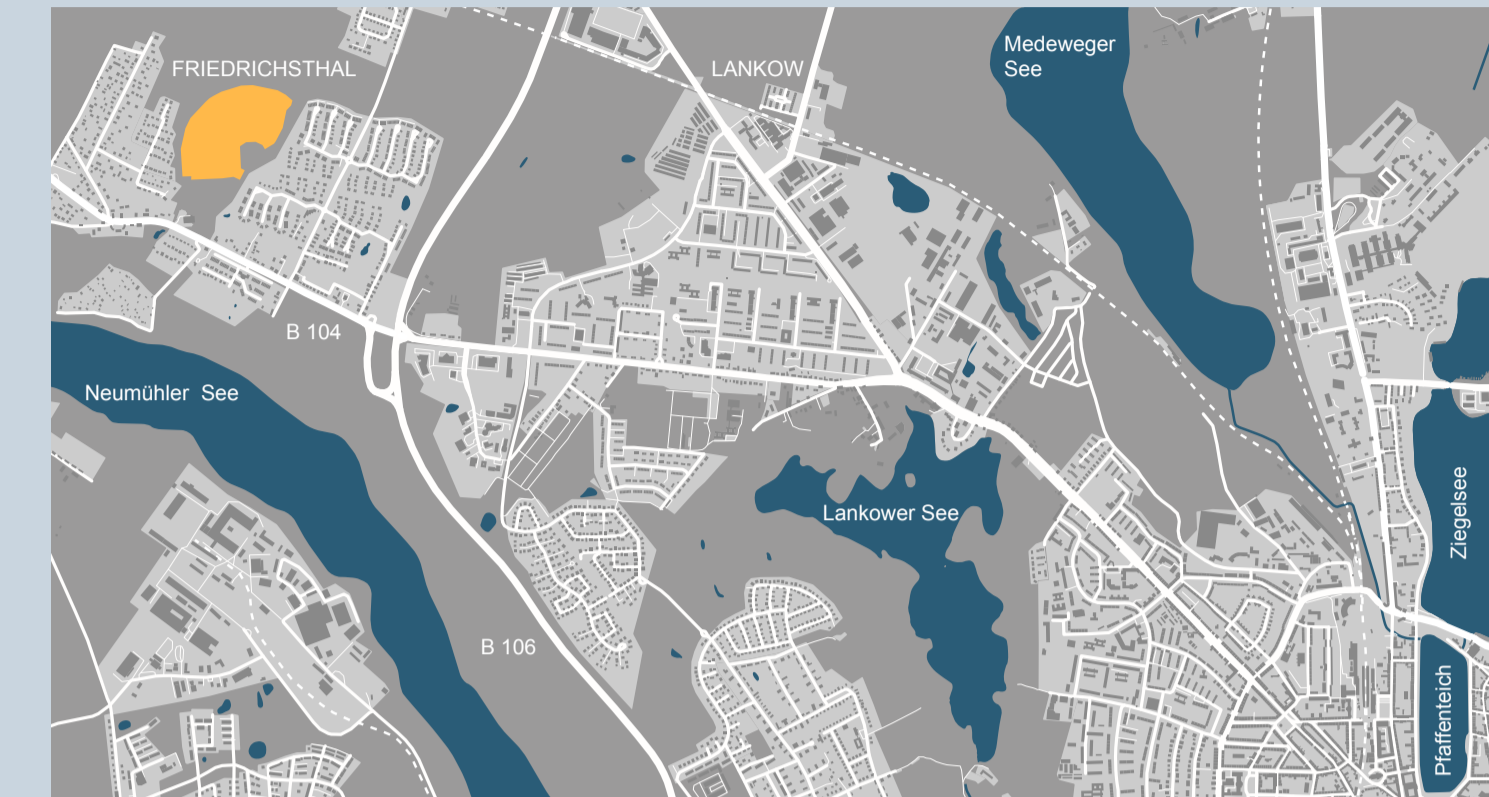 FRIEDRICHSTHAL
LANKOW
Medeweger
See
B 104
Neumühler See
Lankower See
Ziegelsee
B 106
Pfaffenteich